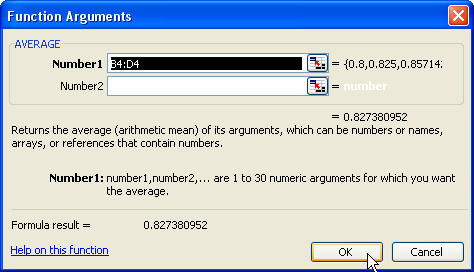 Function Arguments
AVERAGE
Number1 B4:D4 = {0.8,0.825,0.85714
Number2 = number
= 0.827380952
Returns the average (arithmetic mean) of its arguments, which can be numbers or names,
arrays, or references that contain numbers.
Number1: number1,number2,... are 1 to 30 numeric arguments for which you want
the average.
Formula result = 0.827380952
Help on this function OK Cancel